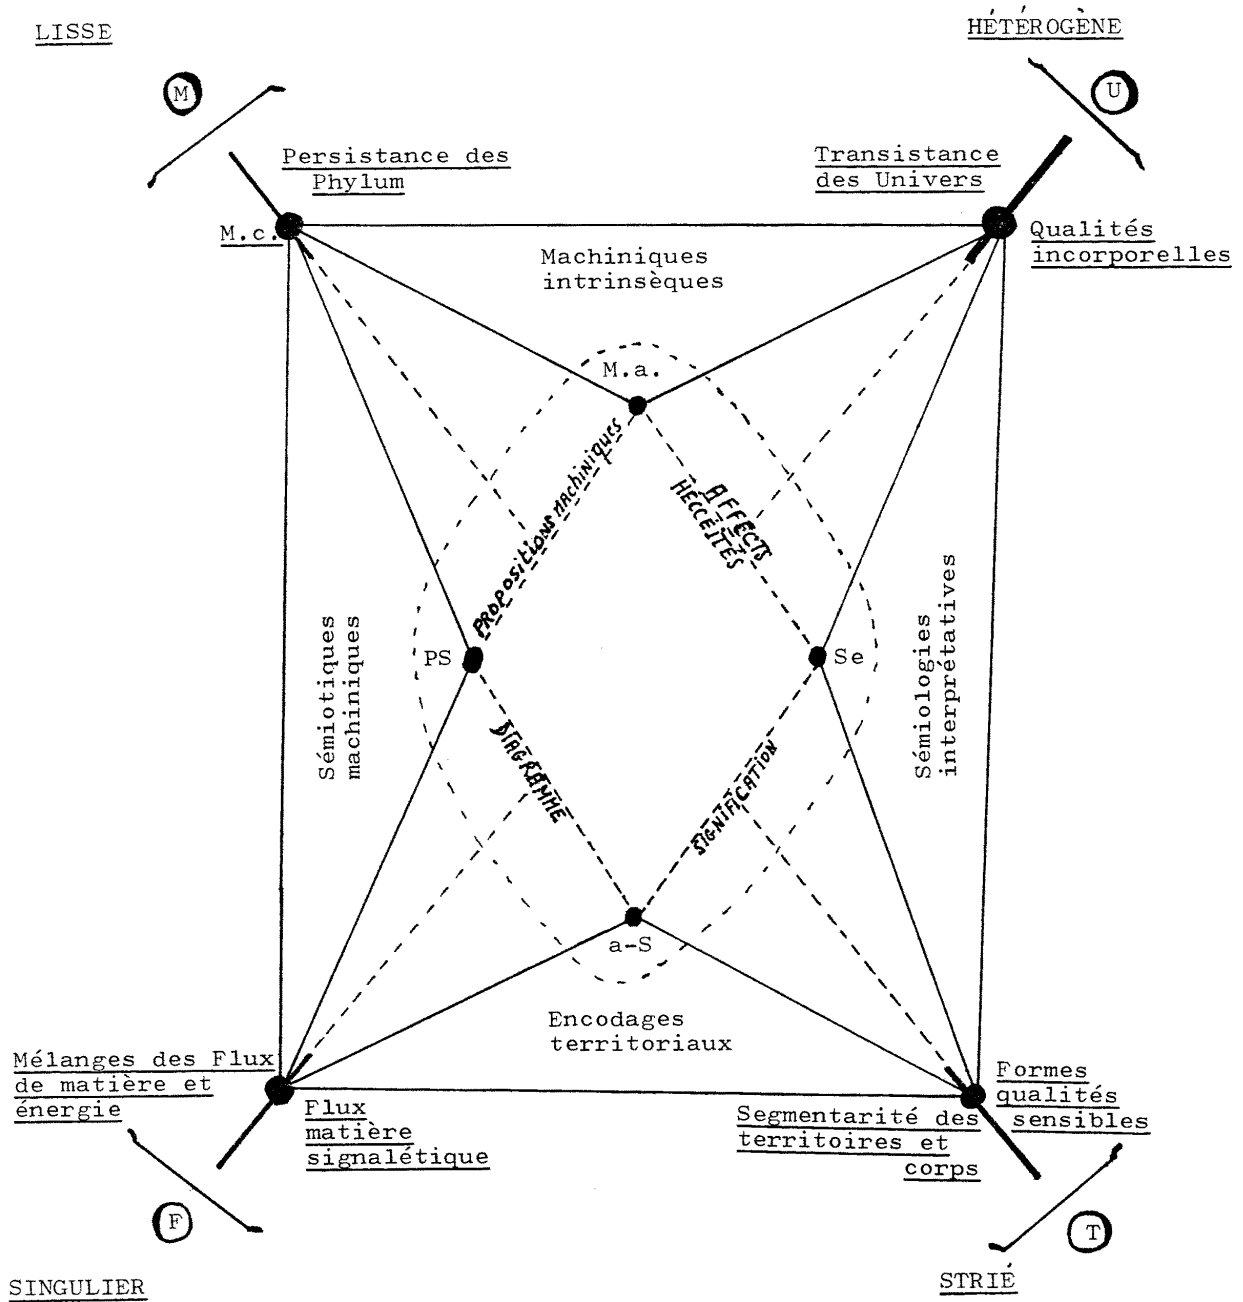 LISSE
HÉTÉROGÈNE
M
U
Persistance des
Phylum
Transistance
des Univers
M.c.
Qualités
incorporelles
Machiniques
intrinsèques
M.a.
PROPOSITIONS MACHINIQUES
AFFECTS
HECCÉITÉS
PS
Se
Sémiotiques
machiniques
Sémiologies
interprétatives
DIAGRAMME
SIGNIFICATION
a-S
Encodages
territoriaux
Mélanges des Flux
de matière et
énergie
Flux
matière
signalétique
Formes
qualités
sensibles
Segmentarité des
territoires et
corps
F
T
SINGULIER
STRIÉ